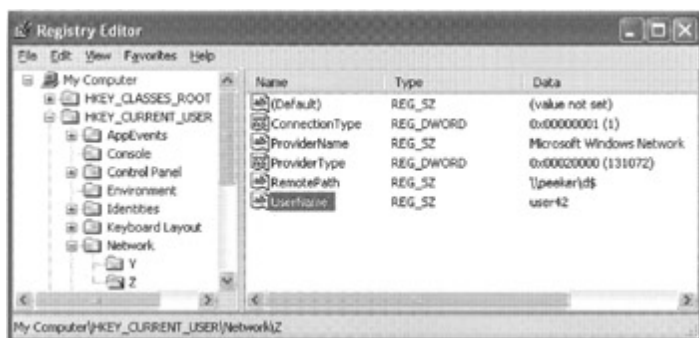 Registry Editor
File Edit View Favorites Help
My Computer
HKEY_CLASSES_ROOT
HKEY_CURRENT_USER
AppEvents
Console
Control Panel
Environment
Identities
Keyboard Layout
Network
Y
Z
Name Type Data
(Default) REG_SZ (value not set)
ConnectionType REG_DWORD 0x00000001 (1)
ProviderName REG_SZ Microsoft Windows Network
ProviderType REG_DWORD 0x00020000 (131072)
RemotePath REG_SZ \\peeker\d$
UserName REG_SZ user42
My Computer\HKEY_CURRENT_USER\Network\Z